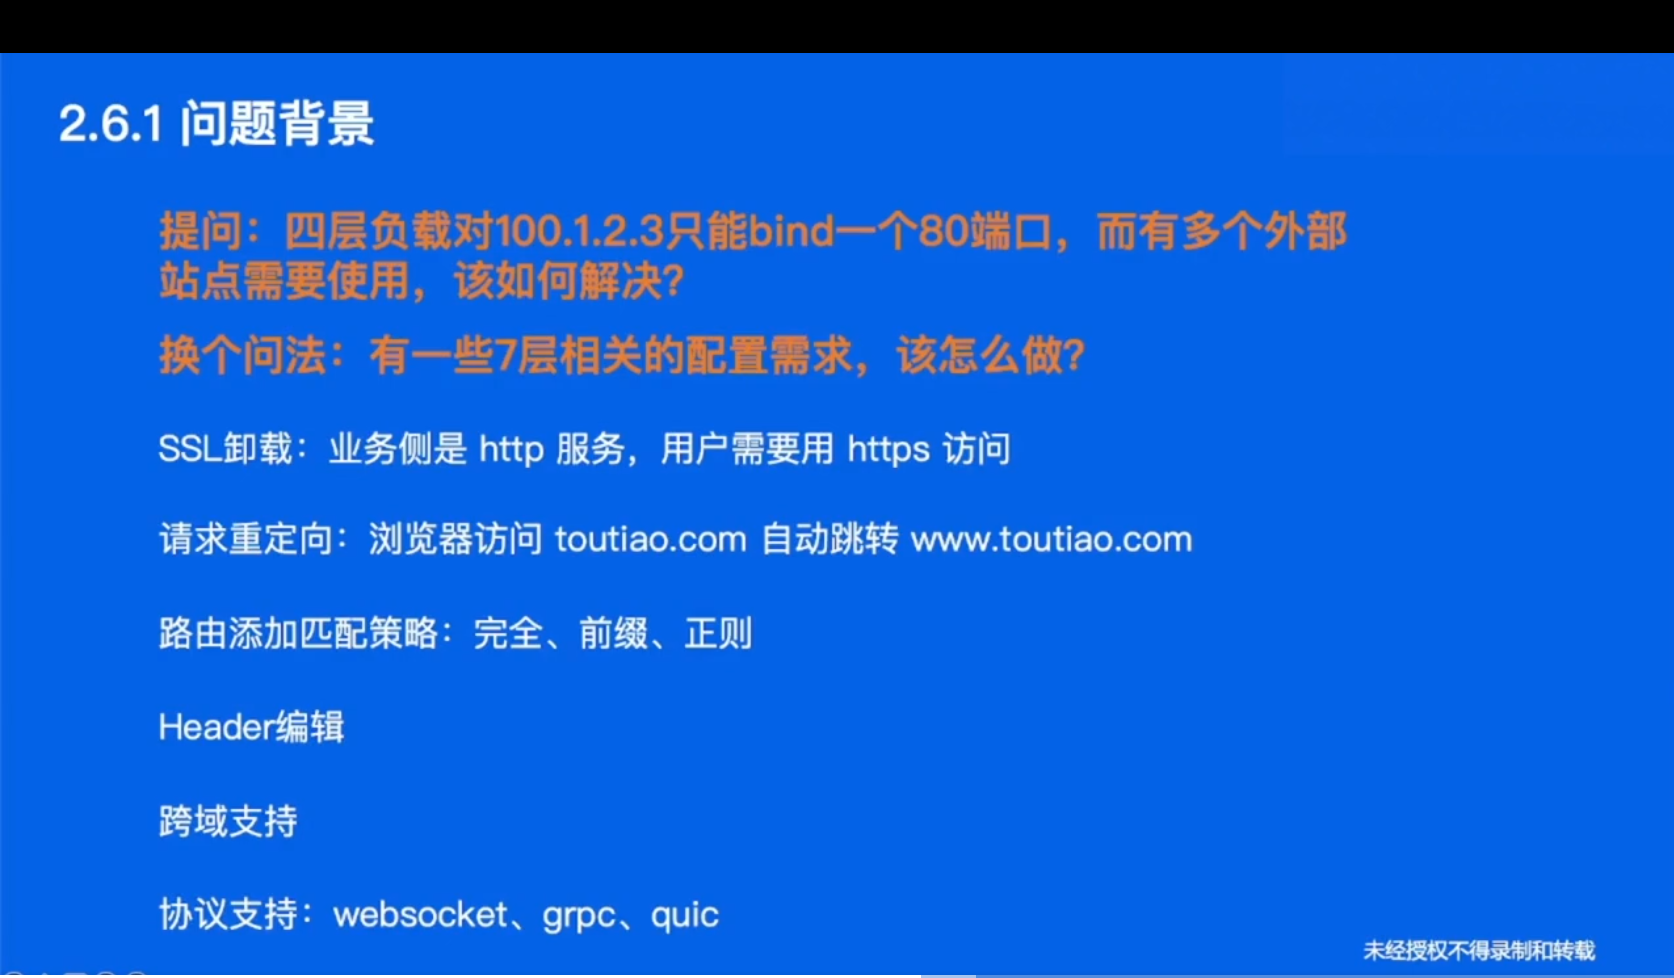 2.6.1 问题背景
提问：四层负载对100.1.2.3只能bind一个80端口，而有多个外部
站点需要使用，该如何解决？
换个问法：有一些7层相关的配置需求，该怎么做？
SSL卸载：业务侧是 http 服务，用户需要用 https 访问
请求重定向：浏览器访问 toutiao.com 自动跳转 www.toutiao.com
路由添加匹配策略：完全、前缀、正则
Header编辑
跨域支持
协议支持：websocket、grpc、quic
未经授权不得录制和转载